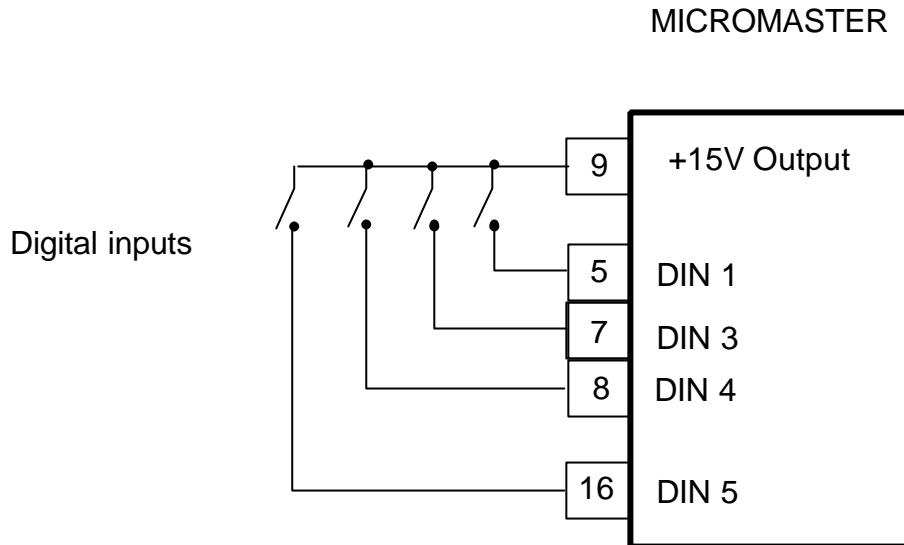 MICROMASTER
9 +15V Output
Digital inputs
5 DIN 1
7 DIN 3
8 DIN 4
16 DIN 5